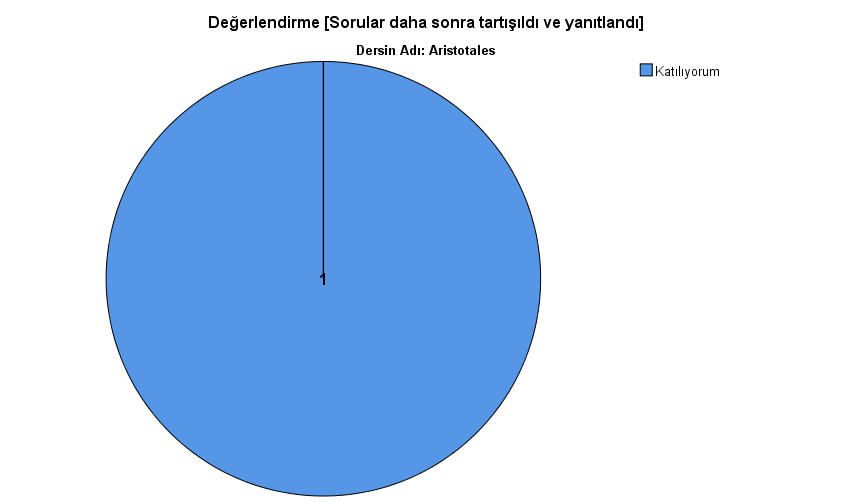 Değerlendirme [Sorular daha sonra tartışıldı ve yanıtlandı]
Dersin Adı: Aristotales
Katılıyorum
1